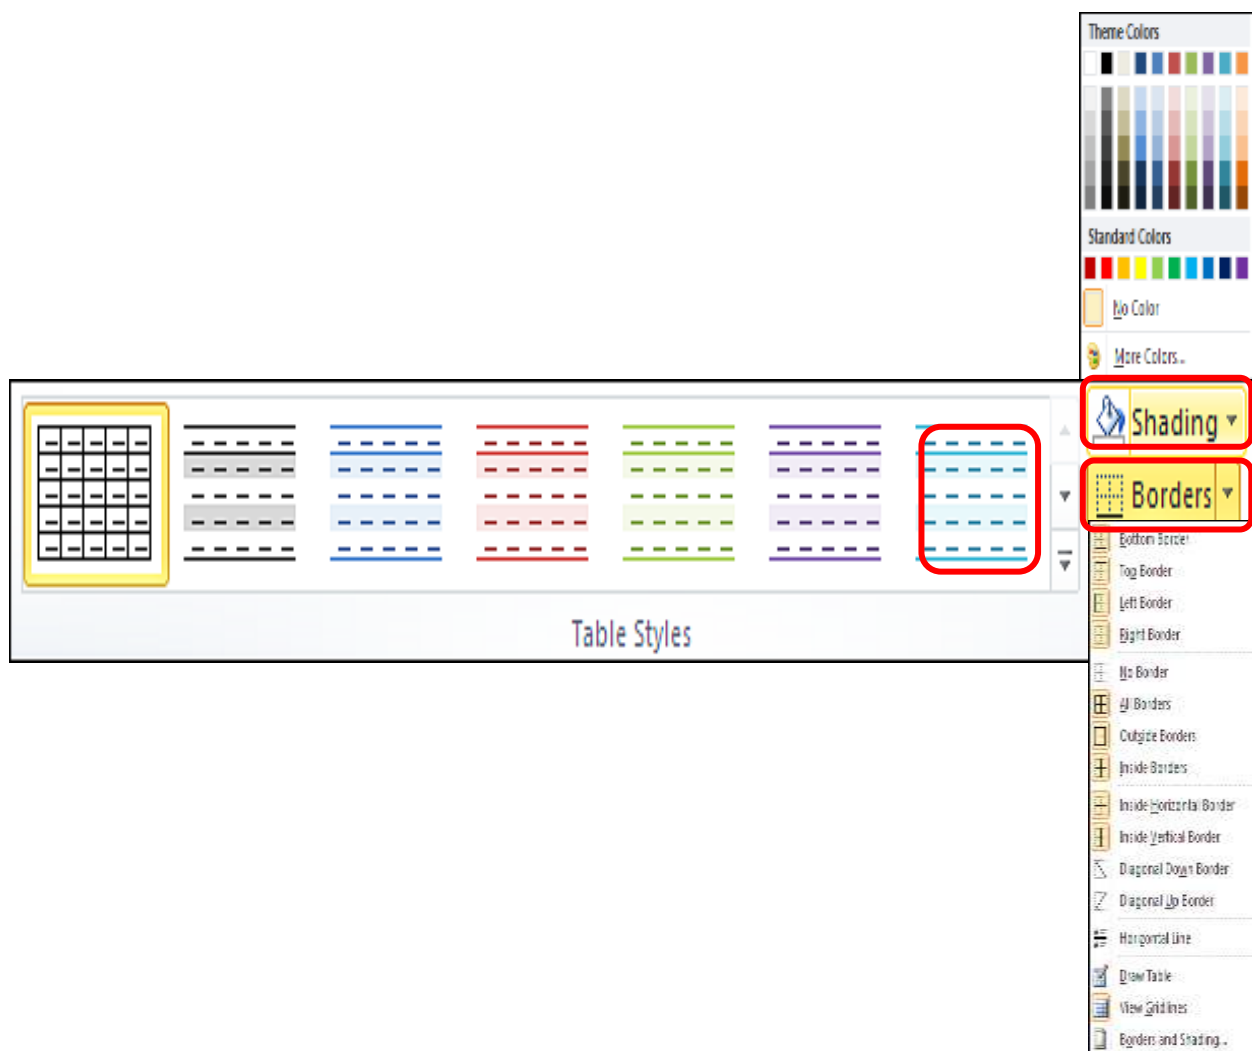 Theme Colors
Standard Colors
No Color
More Colors...
Shading
Borders
Table Styles
Bottom Border
Top Border
Left Border
Right Border
No Border
All Borders
Outside Borders
Inside Borders
Inside Horizontal Border
Inside Vertical Border
Diagonal Down Border
Diagonal Up Border
Horizontal Line
Draw Table
View Gridlines
Borders and Shading...